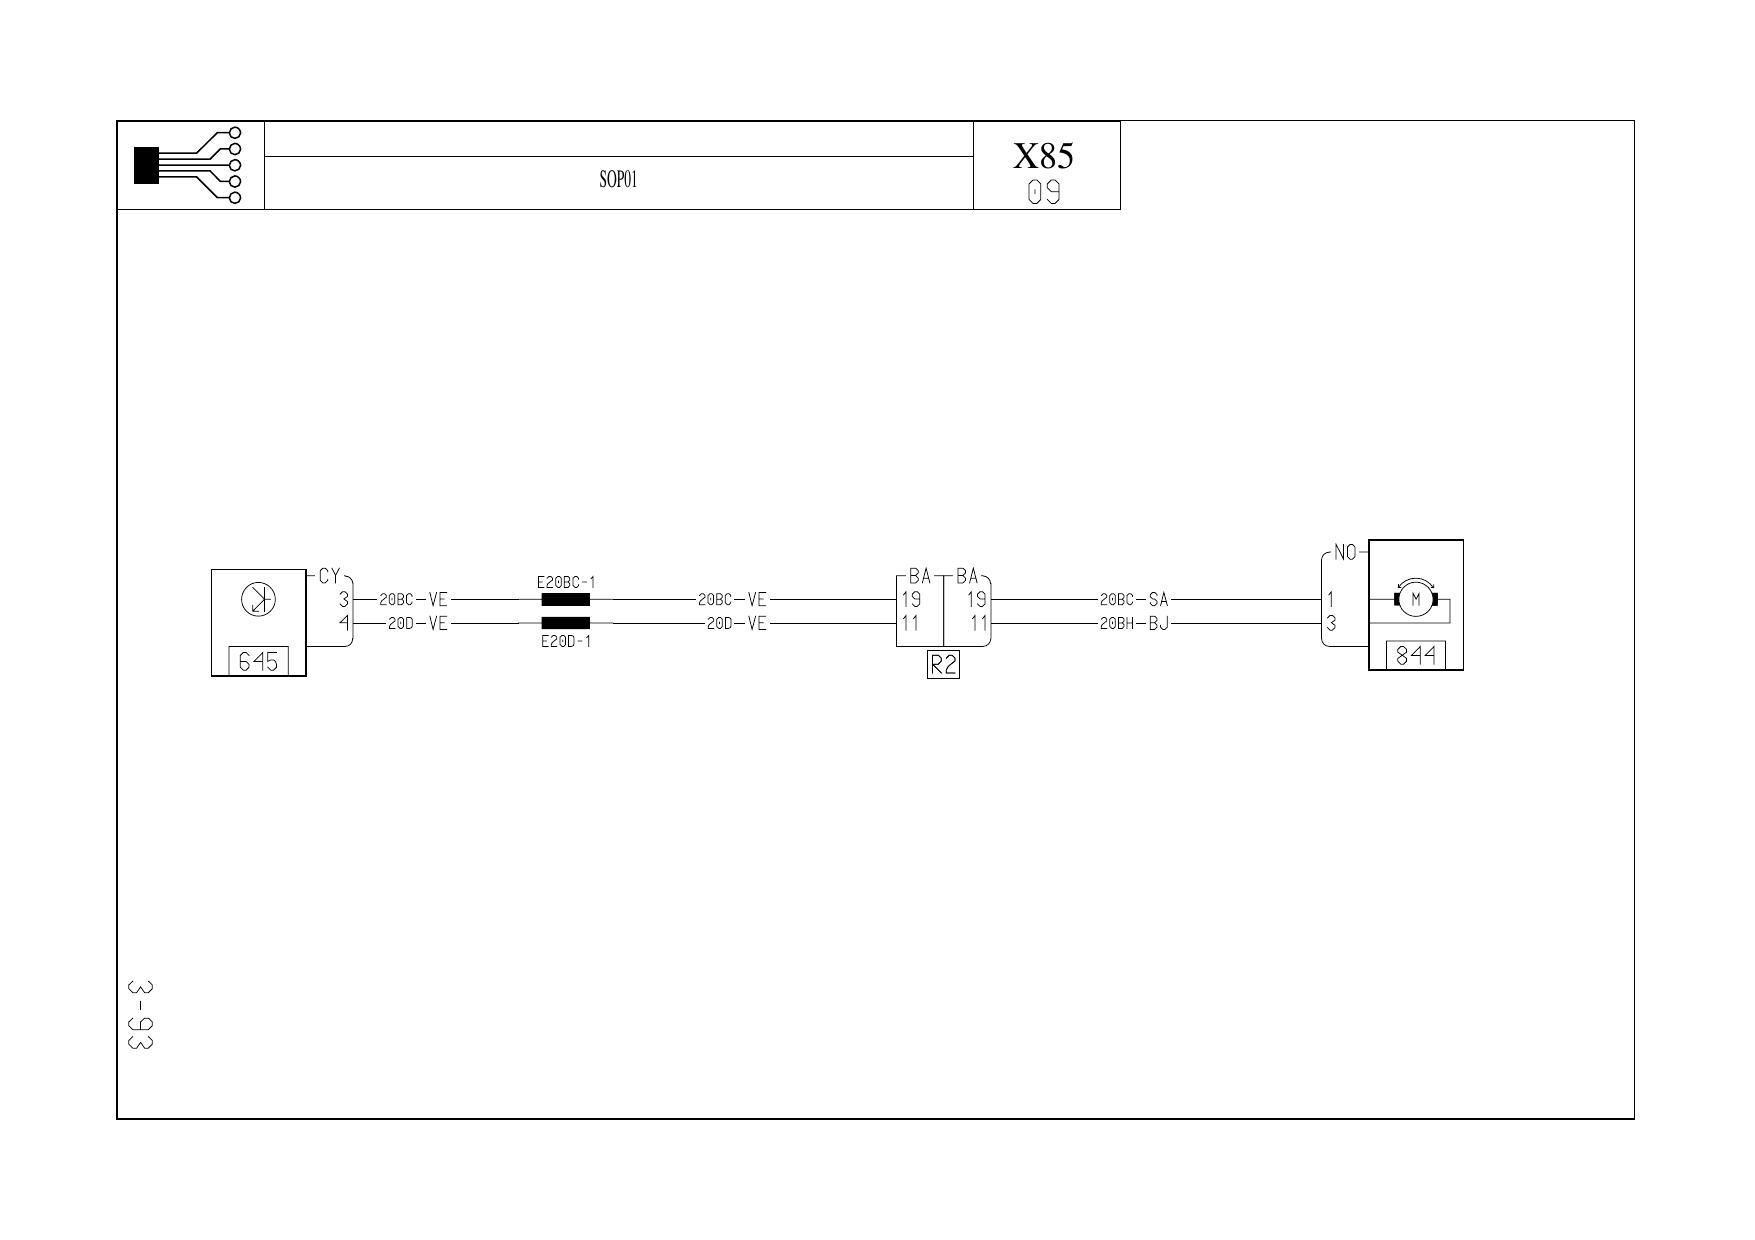 X85
SOP01
09
NO
CY
BA
BA
E20BC-1
3
20BC-VE
20BC-VE
19
19
20BC-SA
1
M
4
20D-VE
20D-VE
11
11
20BH-BJ
3
E20D-1
645
R2
844
3-93